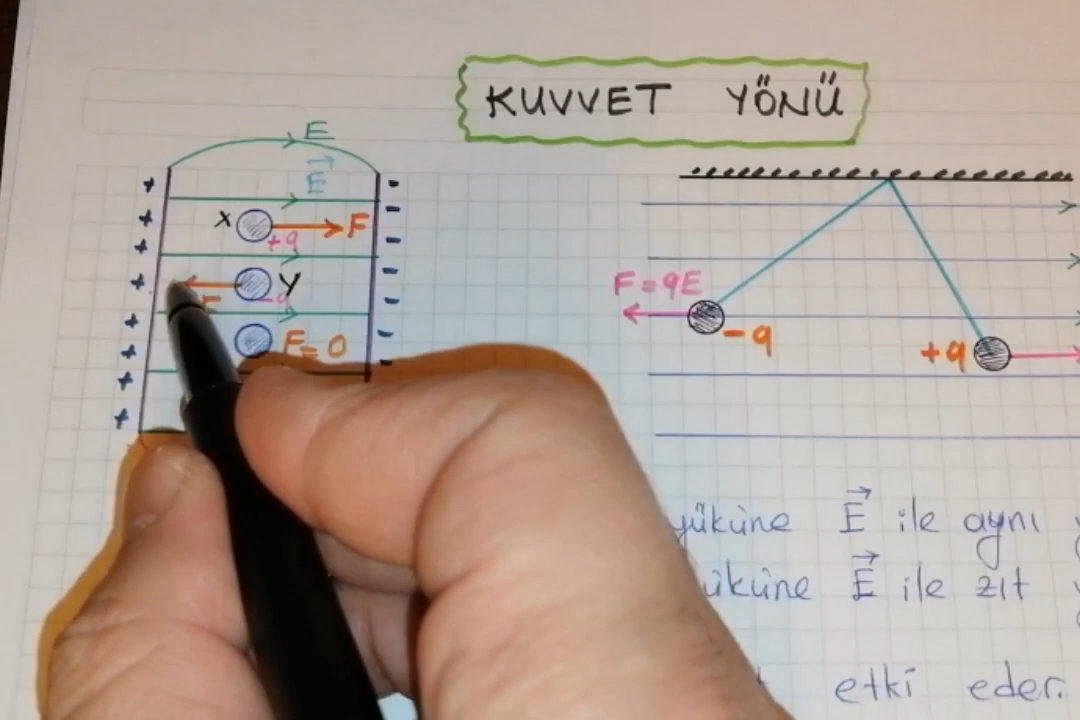 KUVVET YÖNÜ
E
E
X +q F
F -q Y
F=0
F=qE
-q
+q
yüküne E ile aynı
yüküne E ile zıt
etki eder.